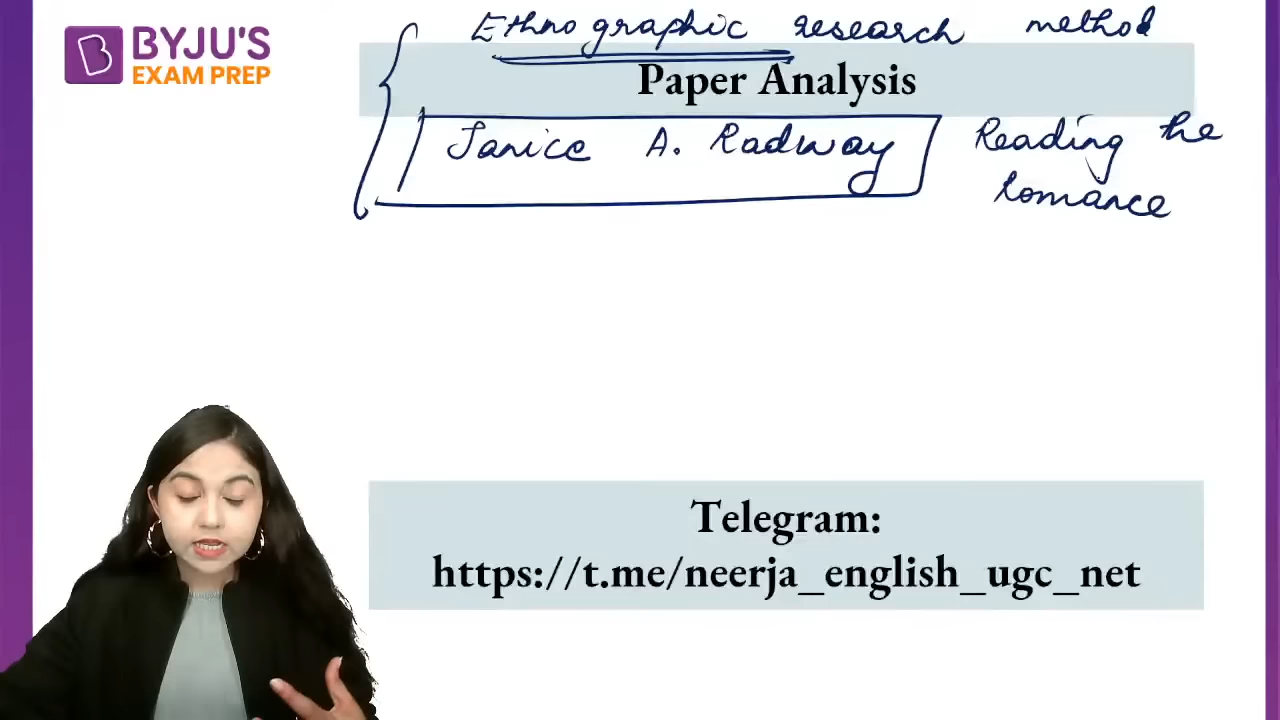 BYJU'S
EXAM PREP
Ethnographic research method
Paper Analysis
Janice A. Radway Reading the
Romance
Telegram:
https://t.me/neerja_english_ugc_net